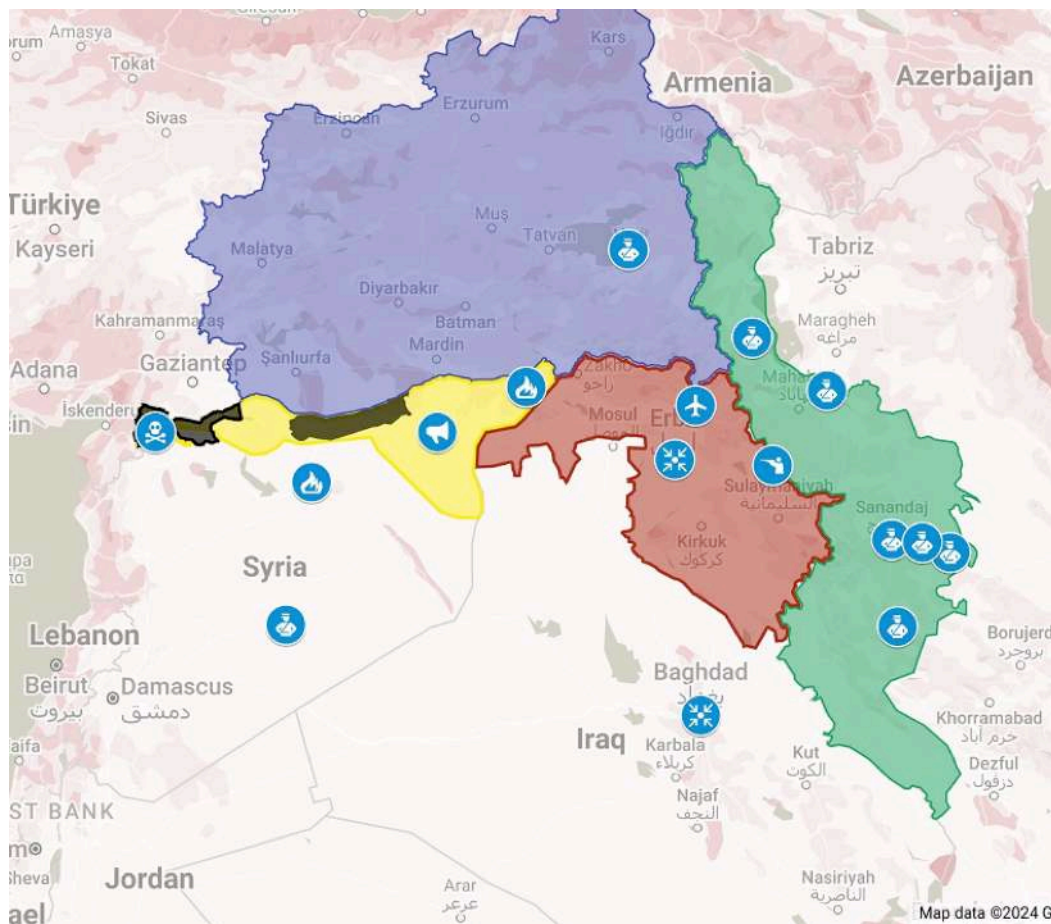 Amasya
Tokat
Sivas
Erzincan
Erzurum
Kars
Iğdır
Armenia
Azerbaijan
Türkiye
Kayseri
Malatya
Muş
Tatvan
Tabriz
تبریز
Diyarbakır
Batman
Mardin
Kahramanmaraş
Gaziantep
Şanlıurfa
Adana
Maragheh
مراغه
Zakho
زاخو
Mosul
الموصل
Sulaymaniyah
السليمانية
Sanandaj
Kirkuk
كركوك
Syria
Lebanon
Beirut
بيروت
Damascus
دمشق
Baghdad
بغداد
Iraq
Karbala
كربلاء
Kut
الكوت
Najaf
النجف
Borujerd
بروجرد
Khorramabad
خرم آباد
Dezful
دزفول
ST BANK
Jordan
Arar
عرعر
Nasiriyah
الناصرية
Map data ©2024 G